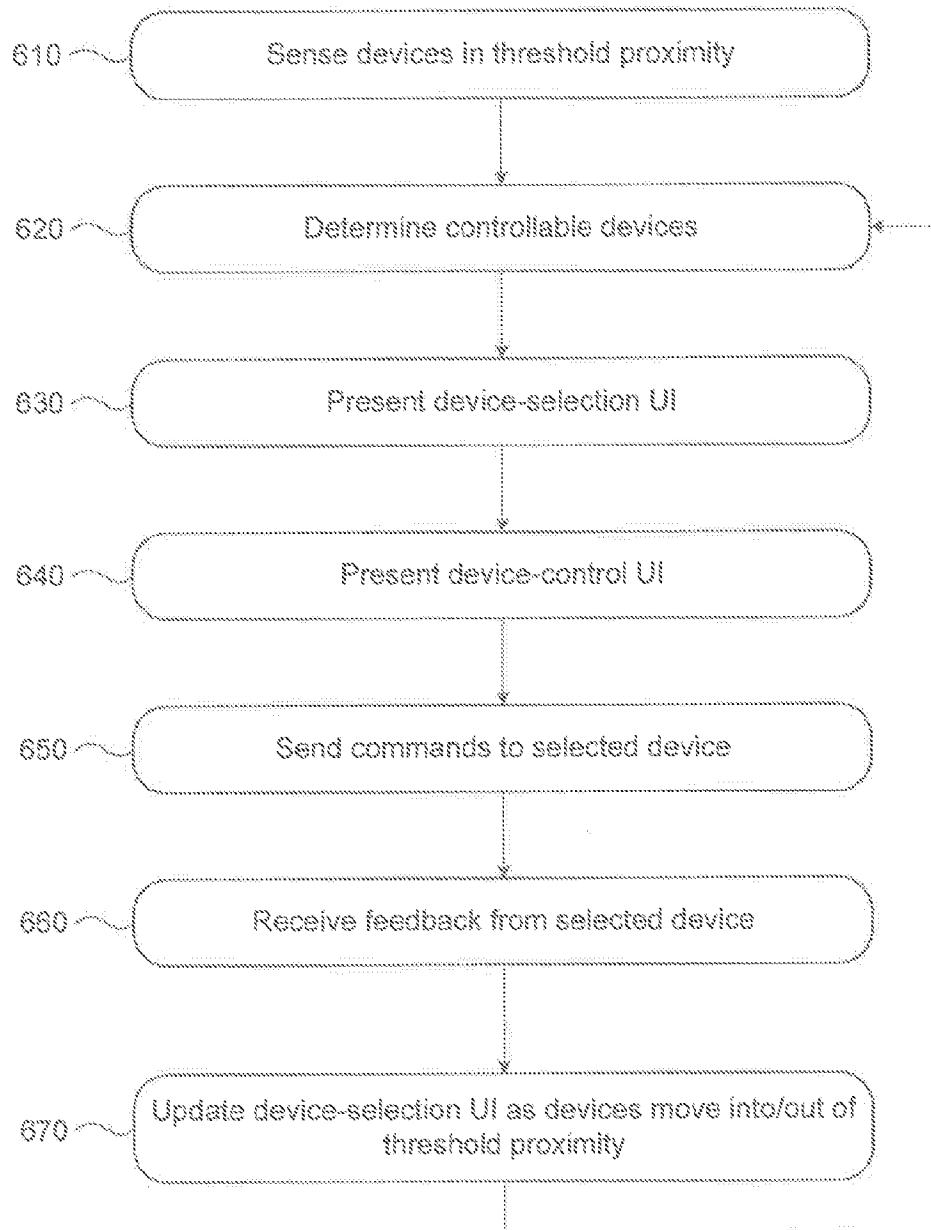 610
Sense devices in threshold proximity
620
Determine controllable devices
630
Present device-selection UI
640
Present device-control UI
650
Send commands to selected device
660
Receive feedback from selected device
670
Update device-selection UI as devices move into/out of
threshold proximity